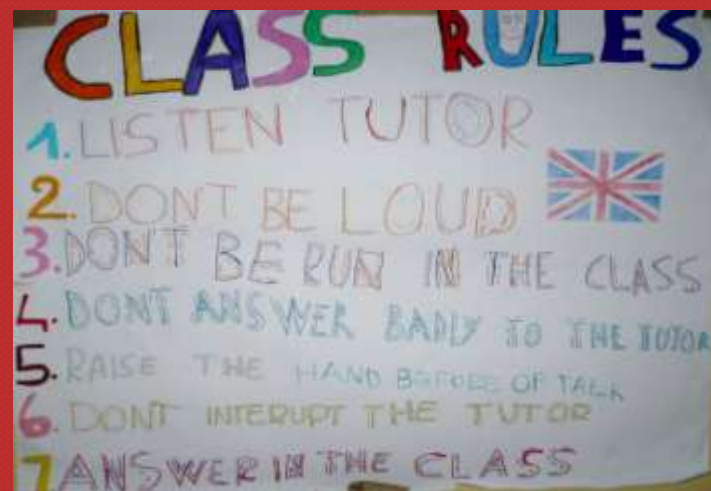 CLASS RULES
1. LISTEN TUTOR
2. DONT BE LOUD
3. DON'T BE RUN IN THE CLASS
4. DONT ANSWER BADLY TO THE TUTOR
5. RAISE THE HAND BEFORE OF TALK
6. DONT INTERUPT THE TUTOR
7 ANSWER IN THE CLASS